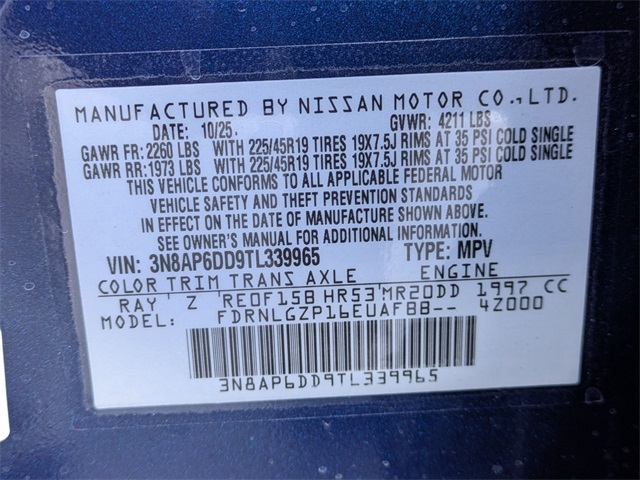 MANUFACTURED BY NISSAN MOTOR CO., LTD.
DATE: 10/25. GVWR: 4211 LBS
GAWR FR: 2260 LBS WITH 225/45R19 TIRES 19X7.5J RIMS AT 35 PSI COLD SINGLE
GAWR RR: 1973 LBS WITH 225/45R19 TIRES 19X7.5J RIMS AT 35 PSI COLD SINGLE
THIS VEHICLE CONFORMS TO ALL APPLICABLE FEDERAL MOTOR
VEHICLE SAFETY AND THEFT PREVENTION STANDARDS
IN EFFECT ON THE DATE OF MANUFACTURE SHOWN ABOVE.
SEE OWNER'S MANUAL FOR ADDITIONAL INFORMATION.
VIN: 3N8AP6DD9TL339965 TYPE: MPV
COLOR TRIM TRANS AXLE ENGINE
RAY Z RE0F15B HR53 MR20DD 1997 CC
MODEL: FDRNLGZP16EUAFBB-- 4Z000
3N8AP6DD9TL339965